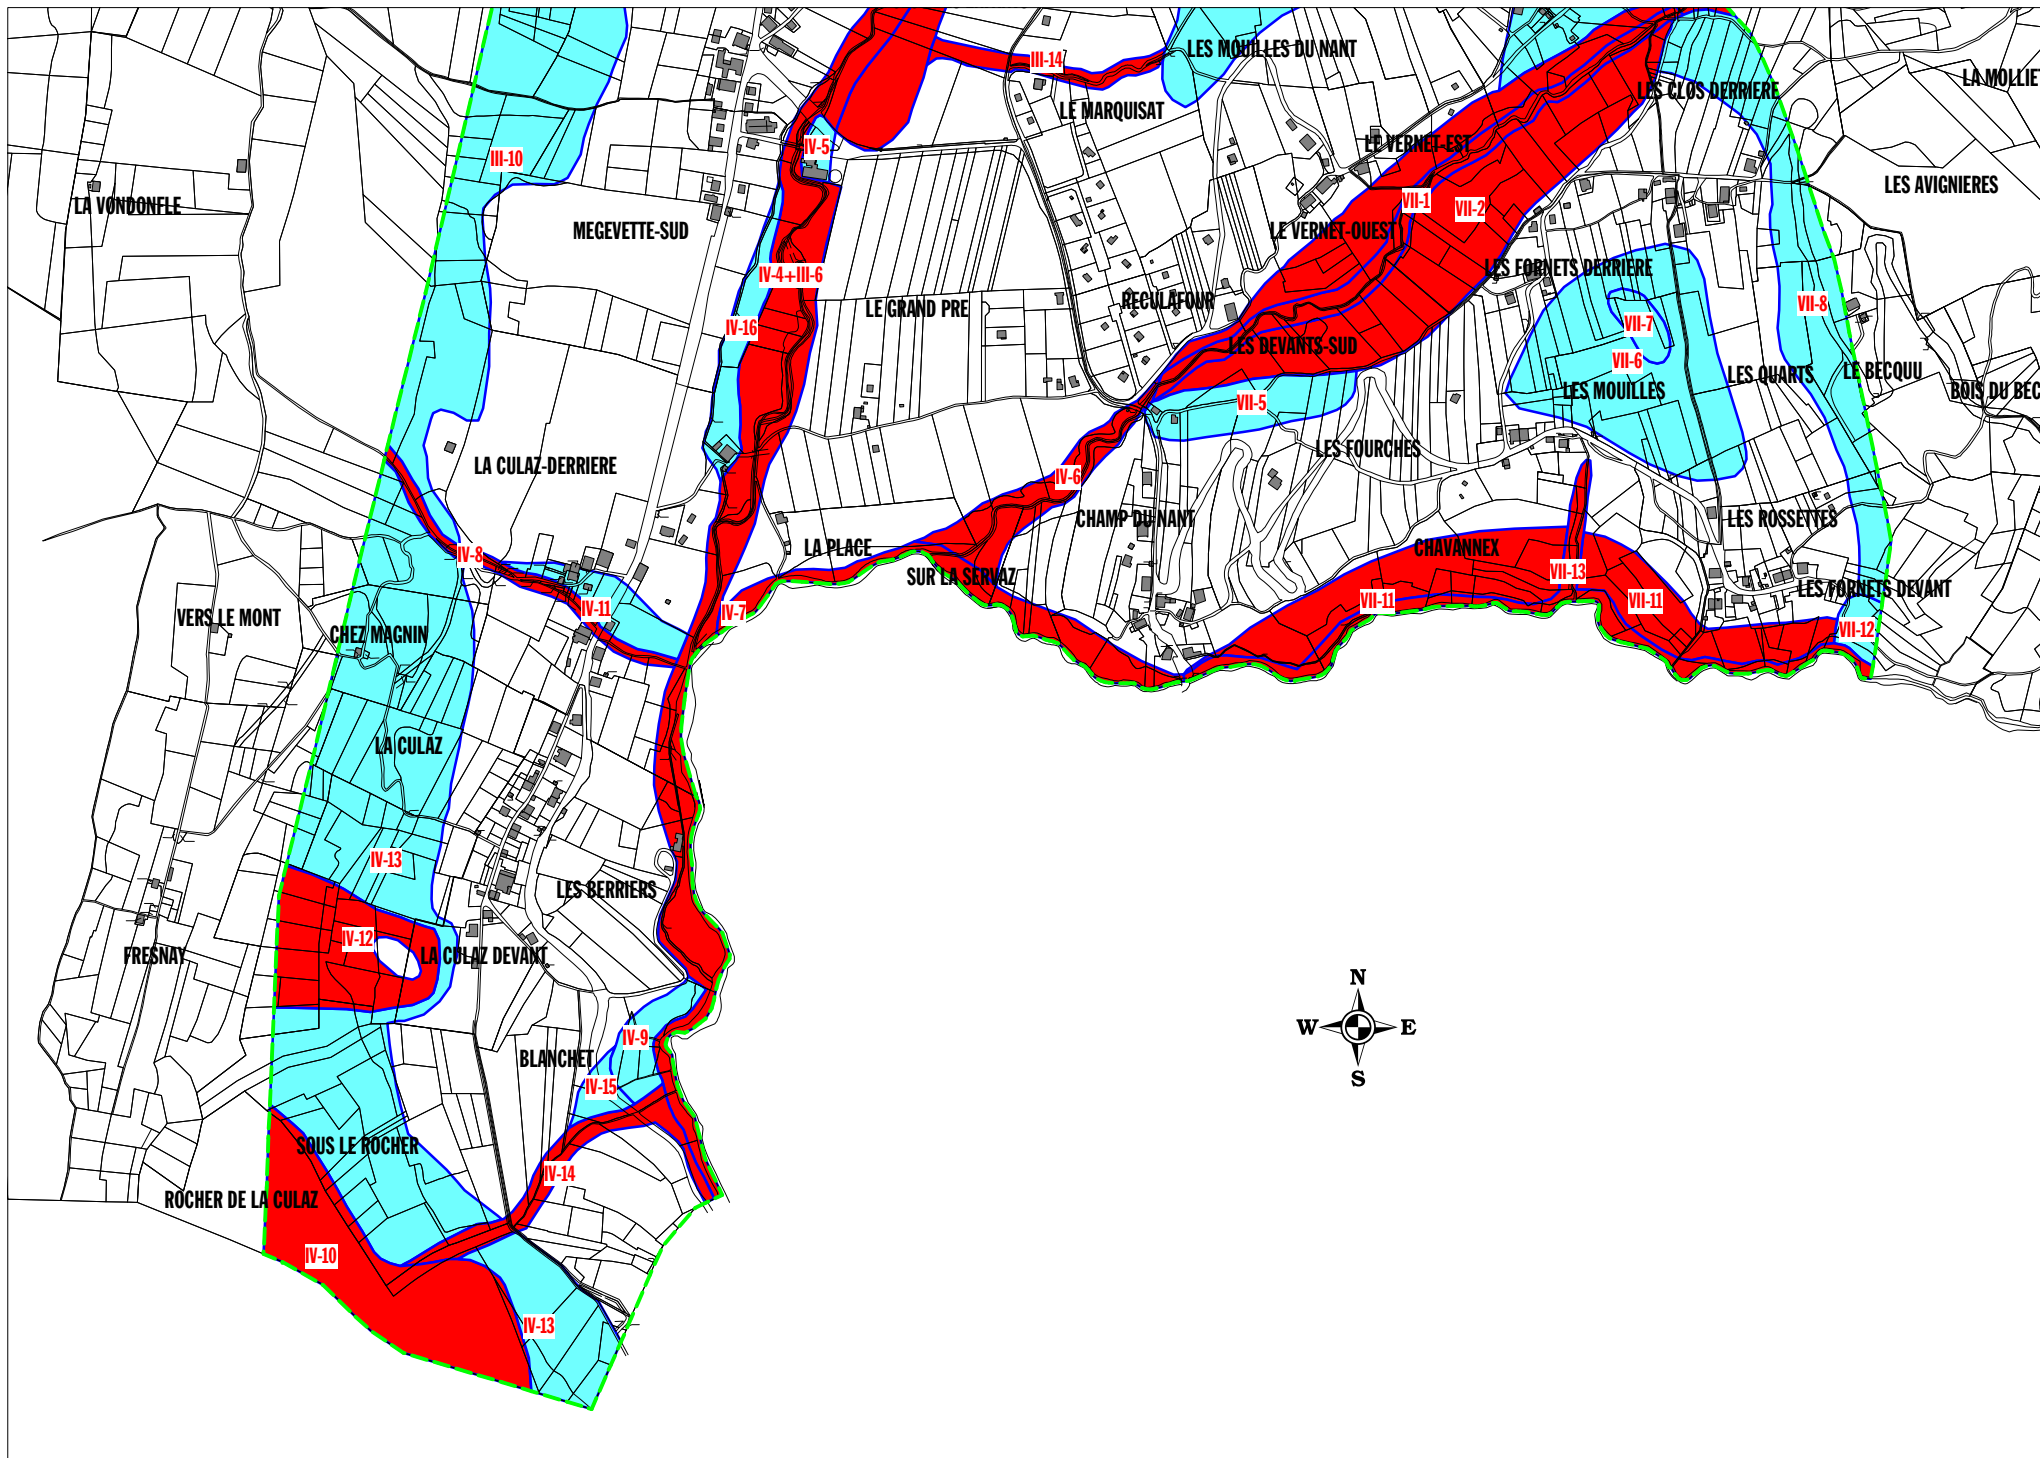 LES MOUILLES DU NANT
III-14
LA MOLLIET
LES CLOS DERRIERE
LE MARQUISAT
LE VERNET-EST
IV-5
III-10
LES AVIGNIERES
LA VONDONFLE
VII-1
VII-2
MEGEVETTE-SUD
LE VERNET-OUEST
LES FORNETS DERRIERE
IV-4+III-6
RECULAFOUR
VII-8
LE GRAND PRE
VII-7
IV-16
LES DEVANTS-SUD
VII-6
LES QUARTS
LE BECQUU
LES MOUILLES
BOIS DU BEC
VII-5
LES FOURCHES
LA CULAZ-DERRIERE
IV-6
CHAMP DU NANT
LES ROSSETTES
LA PLACE
CHAVANNEX
IV-8
VII-13
SUR LA SERVAZ
LES FORNETS DEVANT
IV-11
IV-7
VII-11
VII-11
VERS LE MONT
CHEZ MAGNIN
VII-12
LA CULAZ
IV-13
LES BERRIERS
IV-12
FRESNAY
LA CULAZ DEVANT
N
W E
S
IV-9
BLANCHET
IV-15
SOUS LE ROCHER
IV-14
ROCHER DE LA CULAZ
IV-10
IV-13